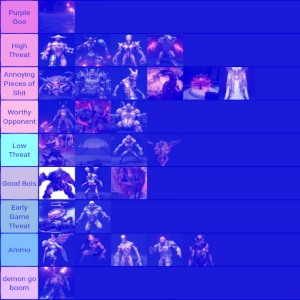 Purple
Goo
High
Threat
Annoying
Pieces of
Shit
Worthy
Opponent
Low
Threat
Good Bois
Early
Game
Threat
Ammo
demon go
boom